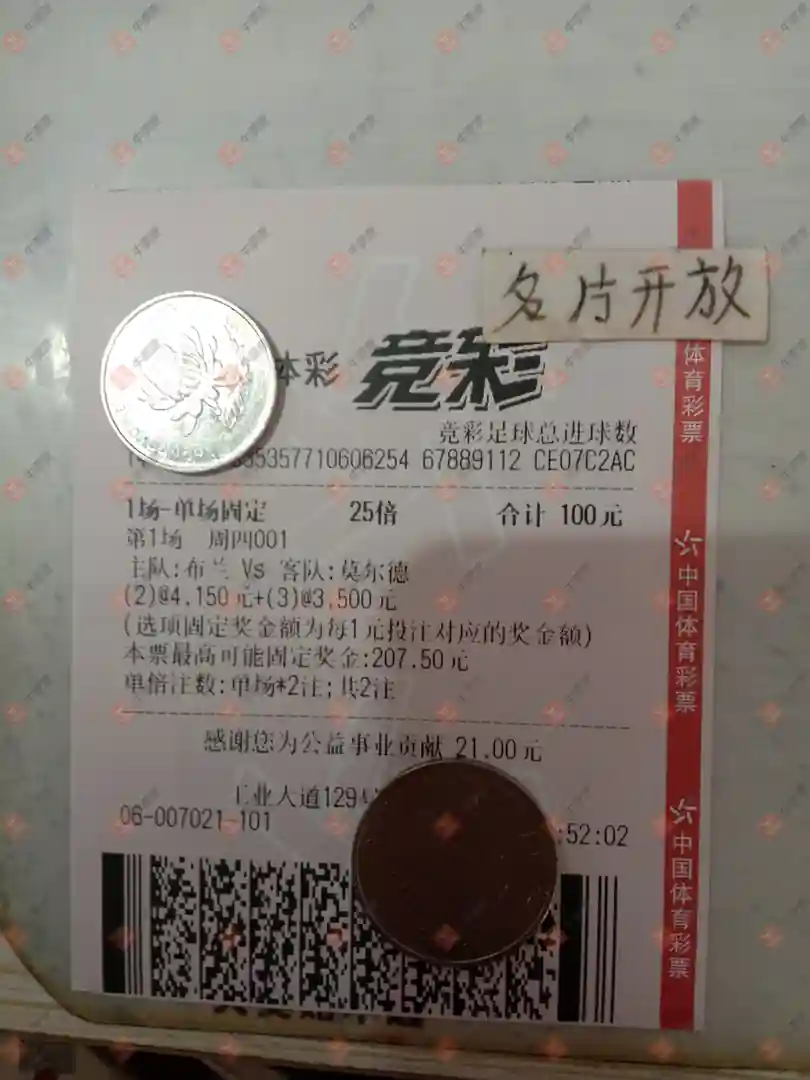 名片开放
体彩 竞彩
竞彩足球总进球数
5357710606254 67889112 CE07C2AC
1场-单场固定 25倍 合计 100元
第1场 周四001
主队:布兰 Vs 客队:莫尔德
(2)@4.150元+(3)@3.500元
(选项固定奖金额为每1元投注对应的奖金额)
本票最高可能固定奖金:207.50元
单倍注数:单场*2注;共2注
感谢您为公益事业贡献 21.00元
工业大道129
06-007021-101 :52:02
体育彩票
中国体育彩票
中国体育彩票